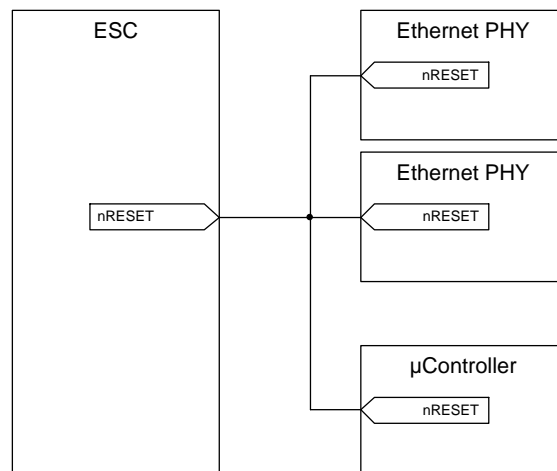 ESC
nRESET
Ethernet PHY
nRESET
Ethernet PHY
nRESET
µController
nRESET